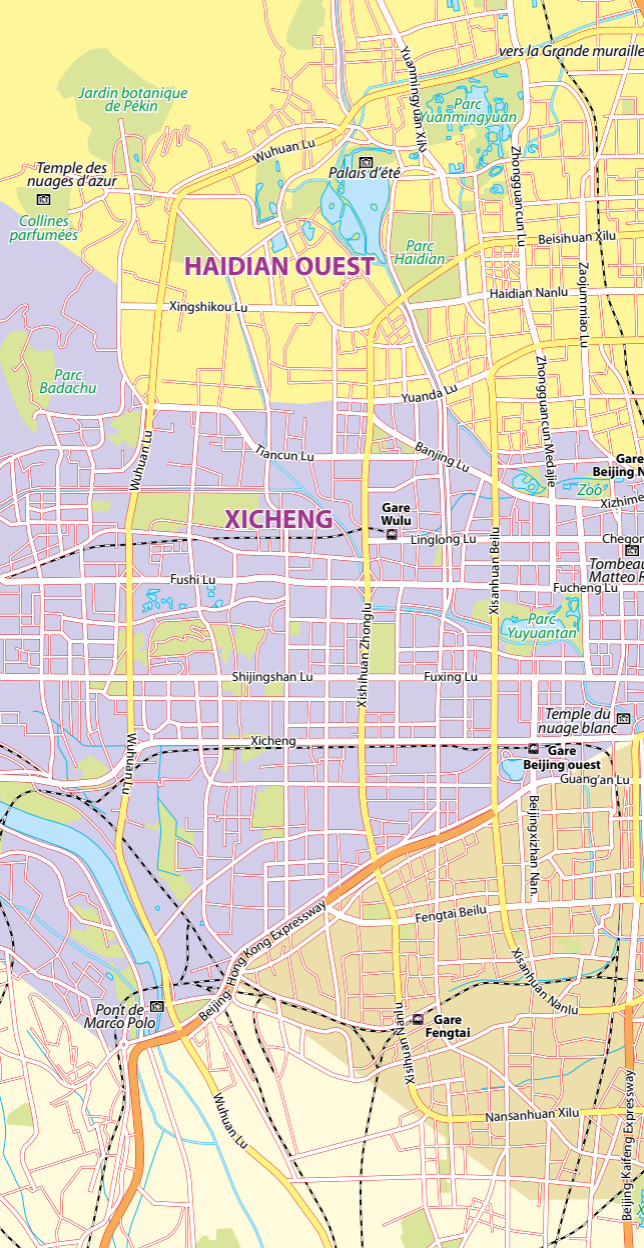 vers la Grande muraille
Yuanmingyuan Xilu
Jardin botanique
de Pékin
Parc
Yuanmingyuan
Wuhuan Lu
Zhongguancun Lu
Palais d'été
Temple des
nuages d'azur
Collines
parfumées
Beisihuan Xilu
Parc
Haidian
HAIDIAN OUEST
Zaojunmiao Lu
Haidian Nanlu
Xingshikou Lu
Parc
Badachu
Yuanda Lu
Zhongguancun Medajie
Wuhuan Lu
Tiancun Lu
Banjing Lu
Gare
Beijing N
Zoô
Xizhime
XICHENG
Gare
Wulu
Linglong Lu
Xisanhuan Beilu
Chegon
Tombeau
Matteo R
Fushi Lu
Fucheng Lu
Parc
Yuyuantan
Xishihuan Zhonglu
Shijingshan Lu
Fuxing Lu
Temple du
nuage blanc
Wuhuan Lu
Xicheng
Gare
Beijing ouest
Guang'an Lu
Beijingxizhan Nan.
Fengtai Beilu
Beijing- Hong Kong Expressway
Xisanhuan Nanlu
Pont de
Marco Polo
Xisihuan Nanlu
Gare
Fengtai
Wuhuan Lu
Nansanhuan Xilu
Beijing-Kaifeng Expressway
X